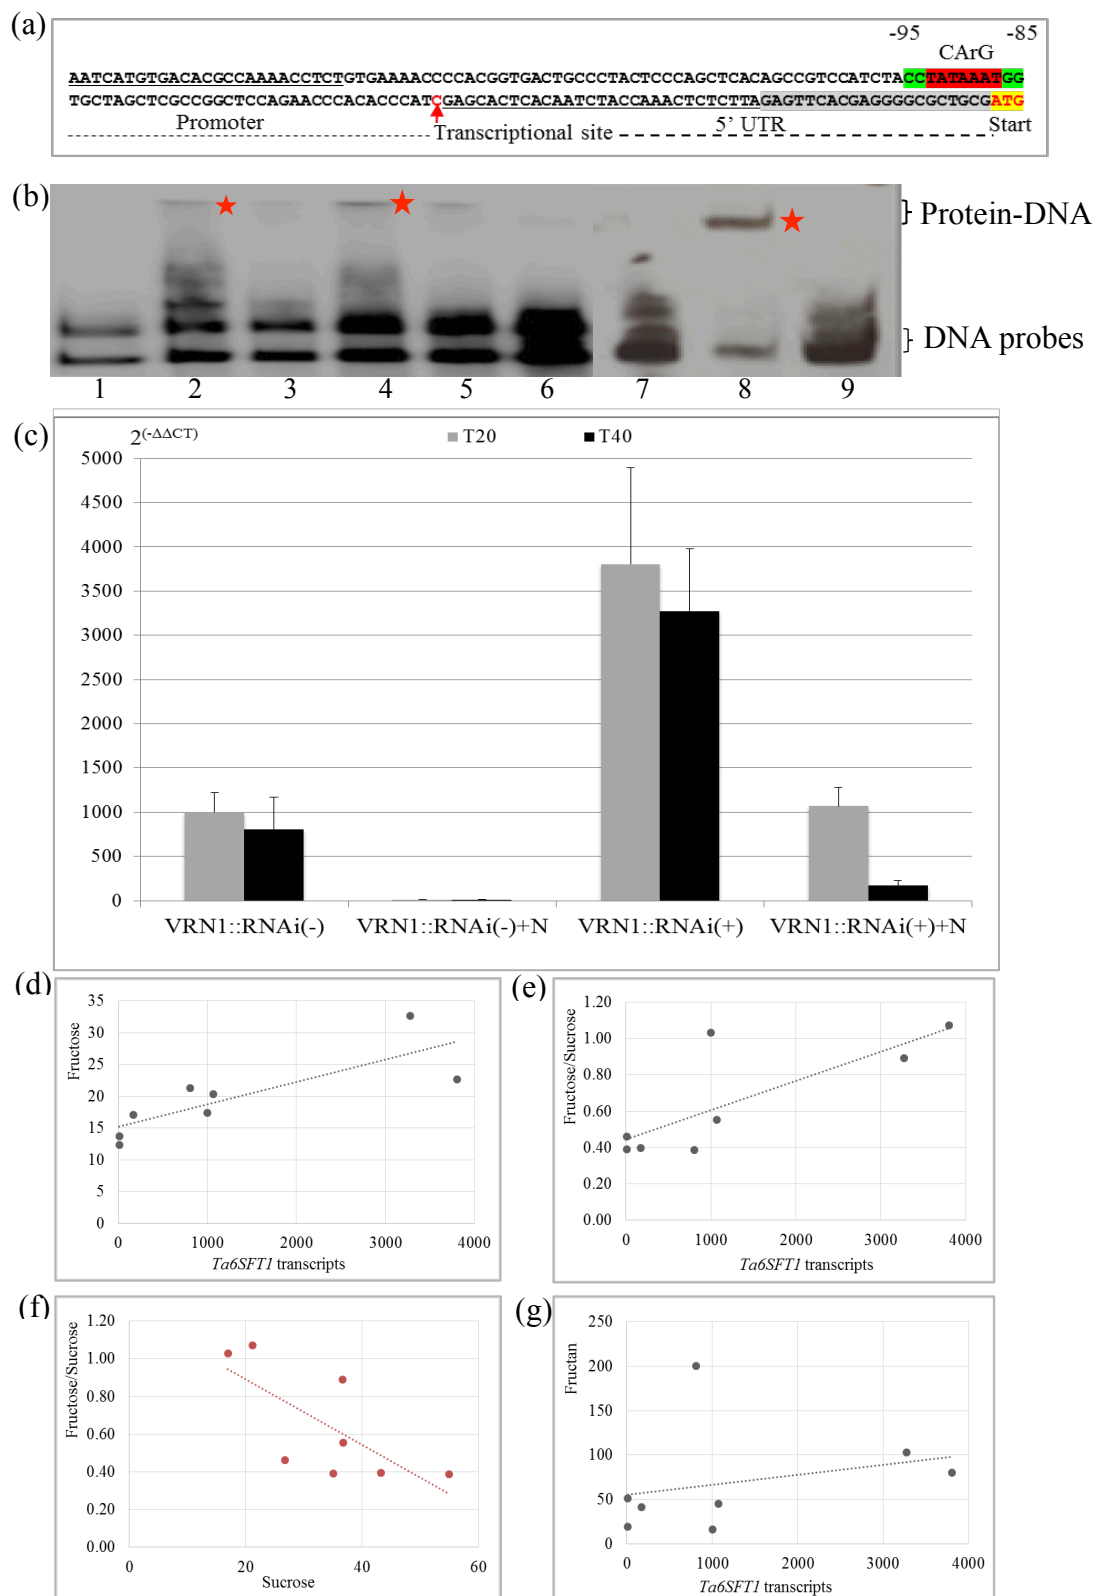 (a)
-95 -85
CArG
AATCATGTGACACGCCAAAACCTCTGTGAAAACCCCACGGTGACTGCCCTACTCCCAGCTCACAGCCGTCCATCTACCTATAAATGG
TGCTAGCTCGCCGGCTCCAGAACCCACACCCATCGAGCACTCACAATCTACCAAACTCTCTTAGAGTTCACGAGGGGCGCTGCGATG
Promoter Transcriptional site 5’ UTR Start
(b)
Protein-DNA
DNA probes
1 2 3 4 5 6 7 8 9
(c)
2(-ΔΔCT)
T20 T40
5000
4500
4000
3500
3000
2500
2000
1500
1000
500
0
VRN1::RNAi(-) VRN1::RNAi(-)+N VRN1::RNAi(+) VRN1::RNAi(+)+N
(d)
Fructose
35
30
25
20
15
10
5
0
0 1000 2000 3000 4000
Ta6SFT1 transcripts
(e)
Fructose/Sucrose
1.20
1.00
0.80
0.60
0.40
0.20
0.00
0 1000 2000 3000 4000
Ta6SFT1 transcripts
(f)
Fructose/Sucrose
1.20
1.00
0.80
0.60
0.40
0.20
0.00
0 20 40 60
Sucrose
(g)
Fructan
250
200
150
100
50
0
0 1000 2000 3000 4000
Ta6SFT1 transcripts